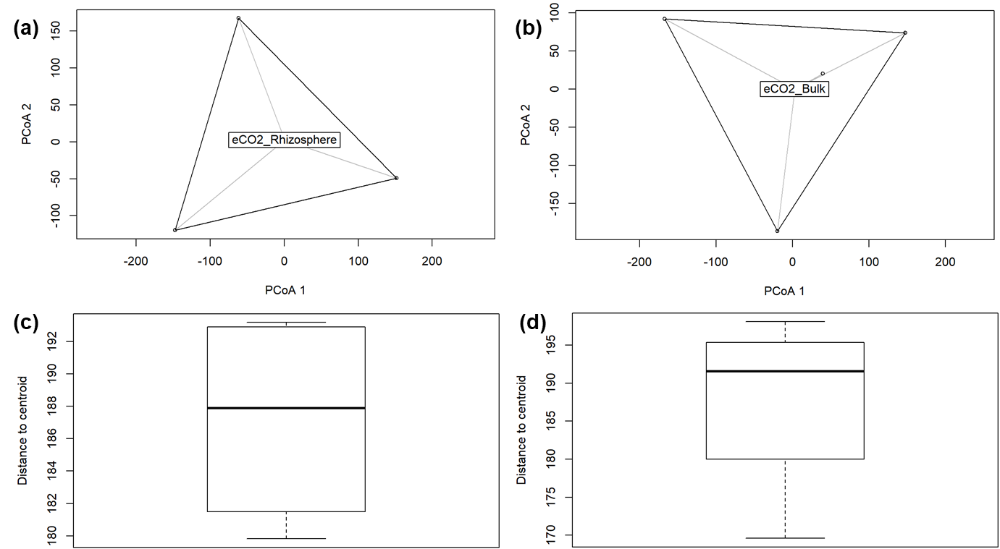 (a)
PCoA 2
150
100
50
0
-50
-100
eCO2_Rhizosphere
-200 -100 0 100 200
PCoA 1
(b)
PCoA 2
100
50
0
-50
-100
-150
eCO2_Bulk
-200 -100 0 100 200
PCoA 1
(c)
Distance to centroid
192
190
188
186
184
182
180
(d)
Distance to centroid
195
190
185
180
175
170